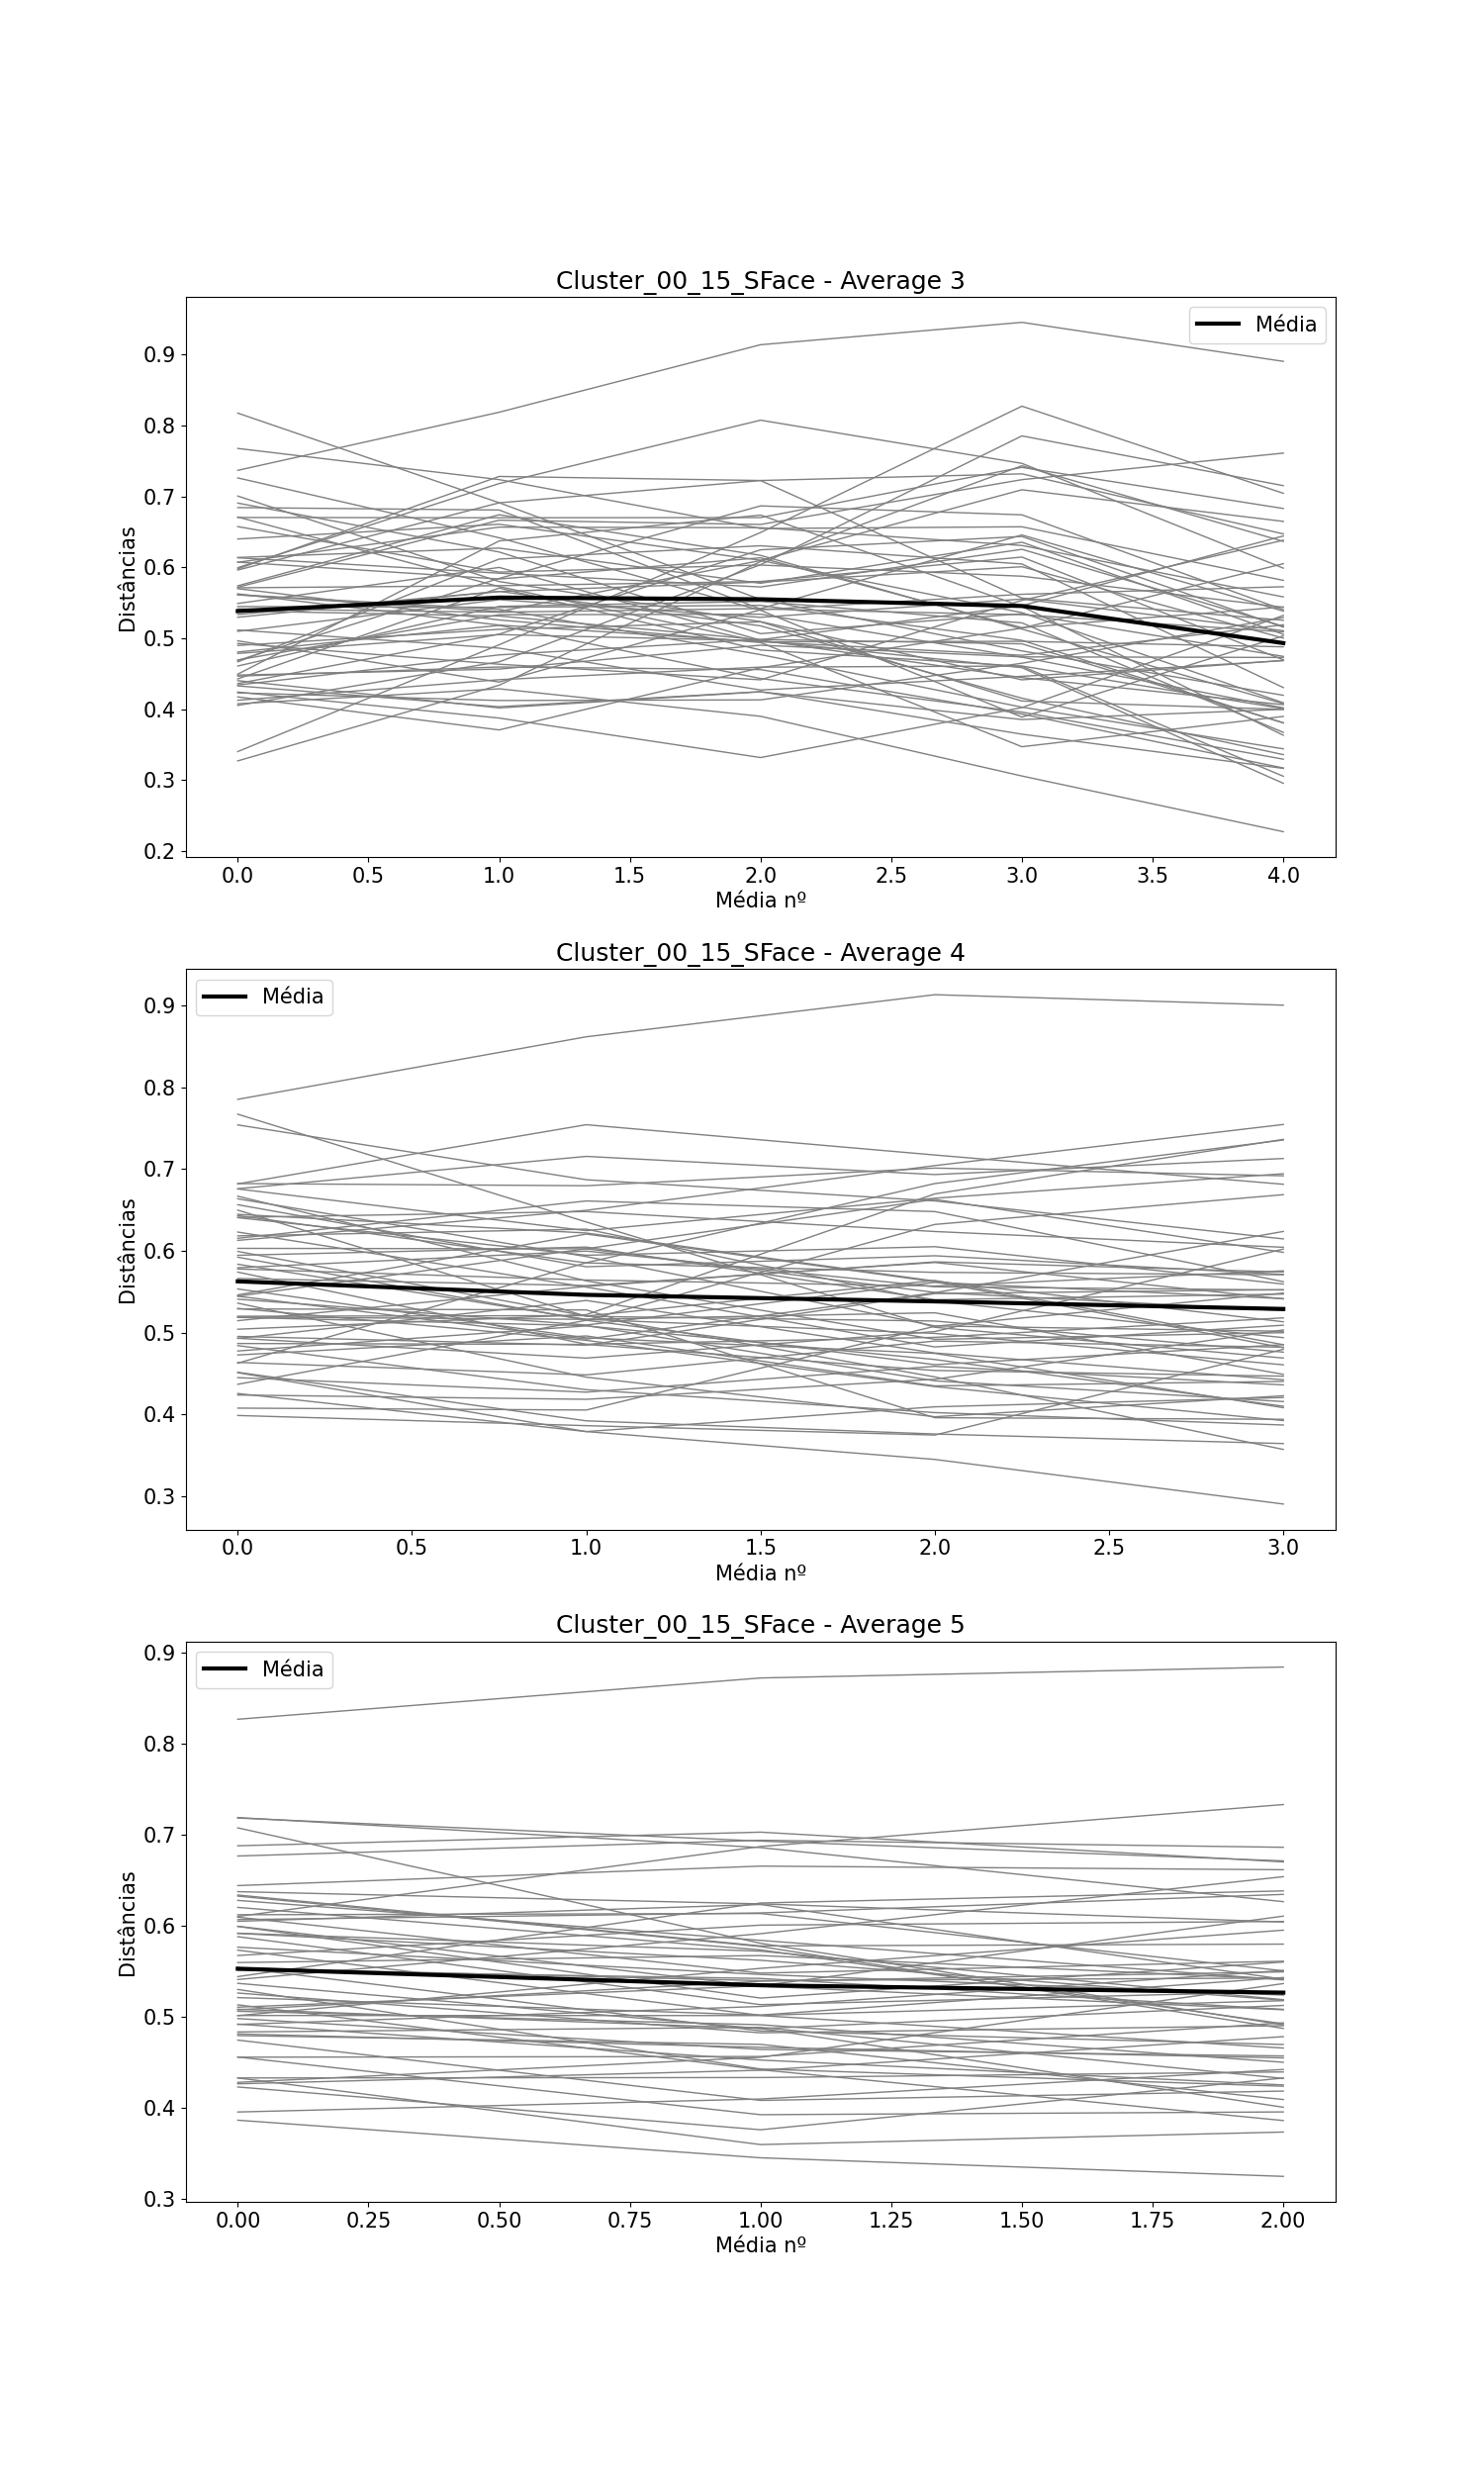 Cluster_00_15_SFace - Average 3
Média
Distâncias
0.9
0.8
0.7
0.6
0.5
0.4
0.3
0.2
0.0 0.5 1.0 1.5 2.0 2.5 3.0 3.5 4.0
Média nº
Cluster_00_15_SFace - Average 4
Média
Distâncias
0.9
0.8
0.7
0.6
0.5
0.4
0.3
0.0 0.5 1.0 1.5 2.0 2.5 3.0
Média nº
Cluster_00_15_SFace - Average 5
Média
Distâncias
0.9
0.8
0.7
0.6
0.5
0.4
0.3
0.00 0.25 0.50 0.75 1.00 1.25 1.50 1.75 2.00
Média nº